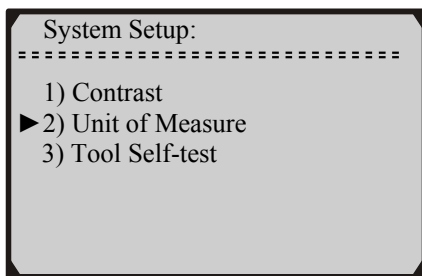 System Setup:
==============================
1) Contrast
►2) Unit of Measure
3) Tool Self-test